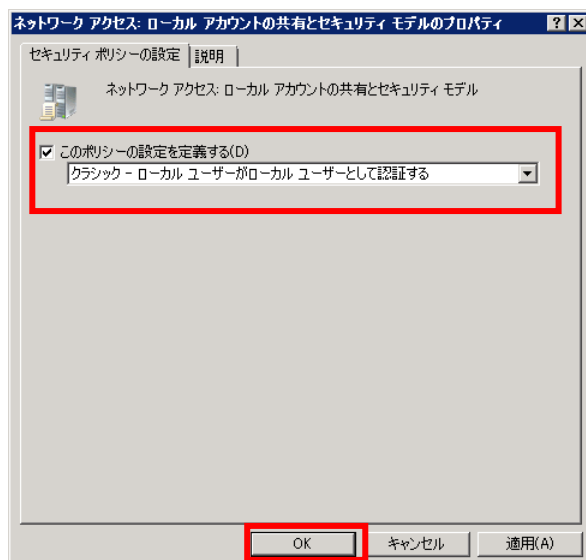 ネットワーク アクセス: ローカル アカウントの共有とセキュリティ モデルのプロパティ
セキュリティ ポリシーの設定 説明
ネットワーク アクセス: ローカル アカウントの共有とセキュリティ モデル
このポリシーの設定を定義する(D)
クラシック - ローカル ユーザーがローカル ユーザーとして認証する
OK キャンセル 適用(A)